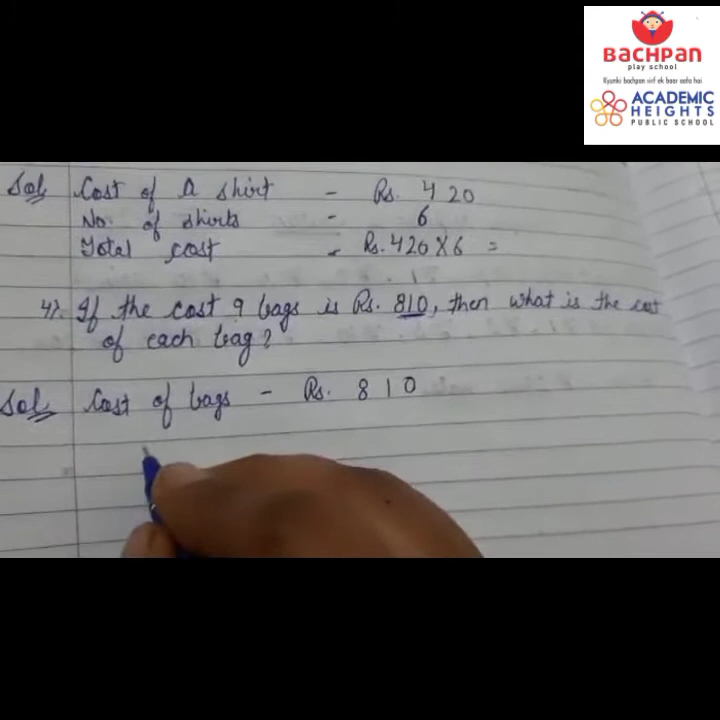 BACHPAN
play school
Kyunki bachpan sirf ek baar aata hai
ACADEMIC
HEIGHTS
PUBLIC SCHOOL
Sol Cost of A shirt - Rs. 420
No. of shirts - 6
Total cost - Rs. 420 X 6 =
4) If the cost 9 bags is Rs. 810, then what is the cost
of each bag?
Sol Cost of bags - Rs. 810